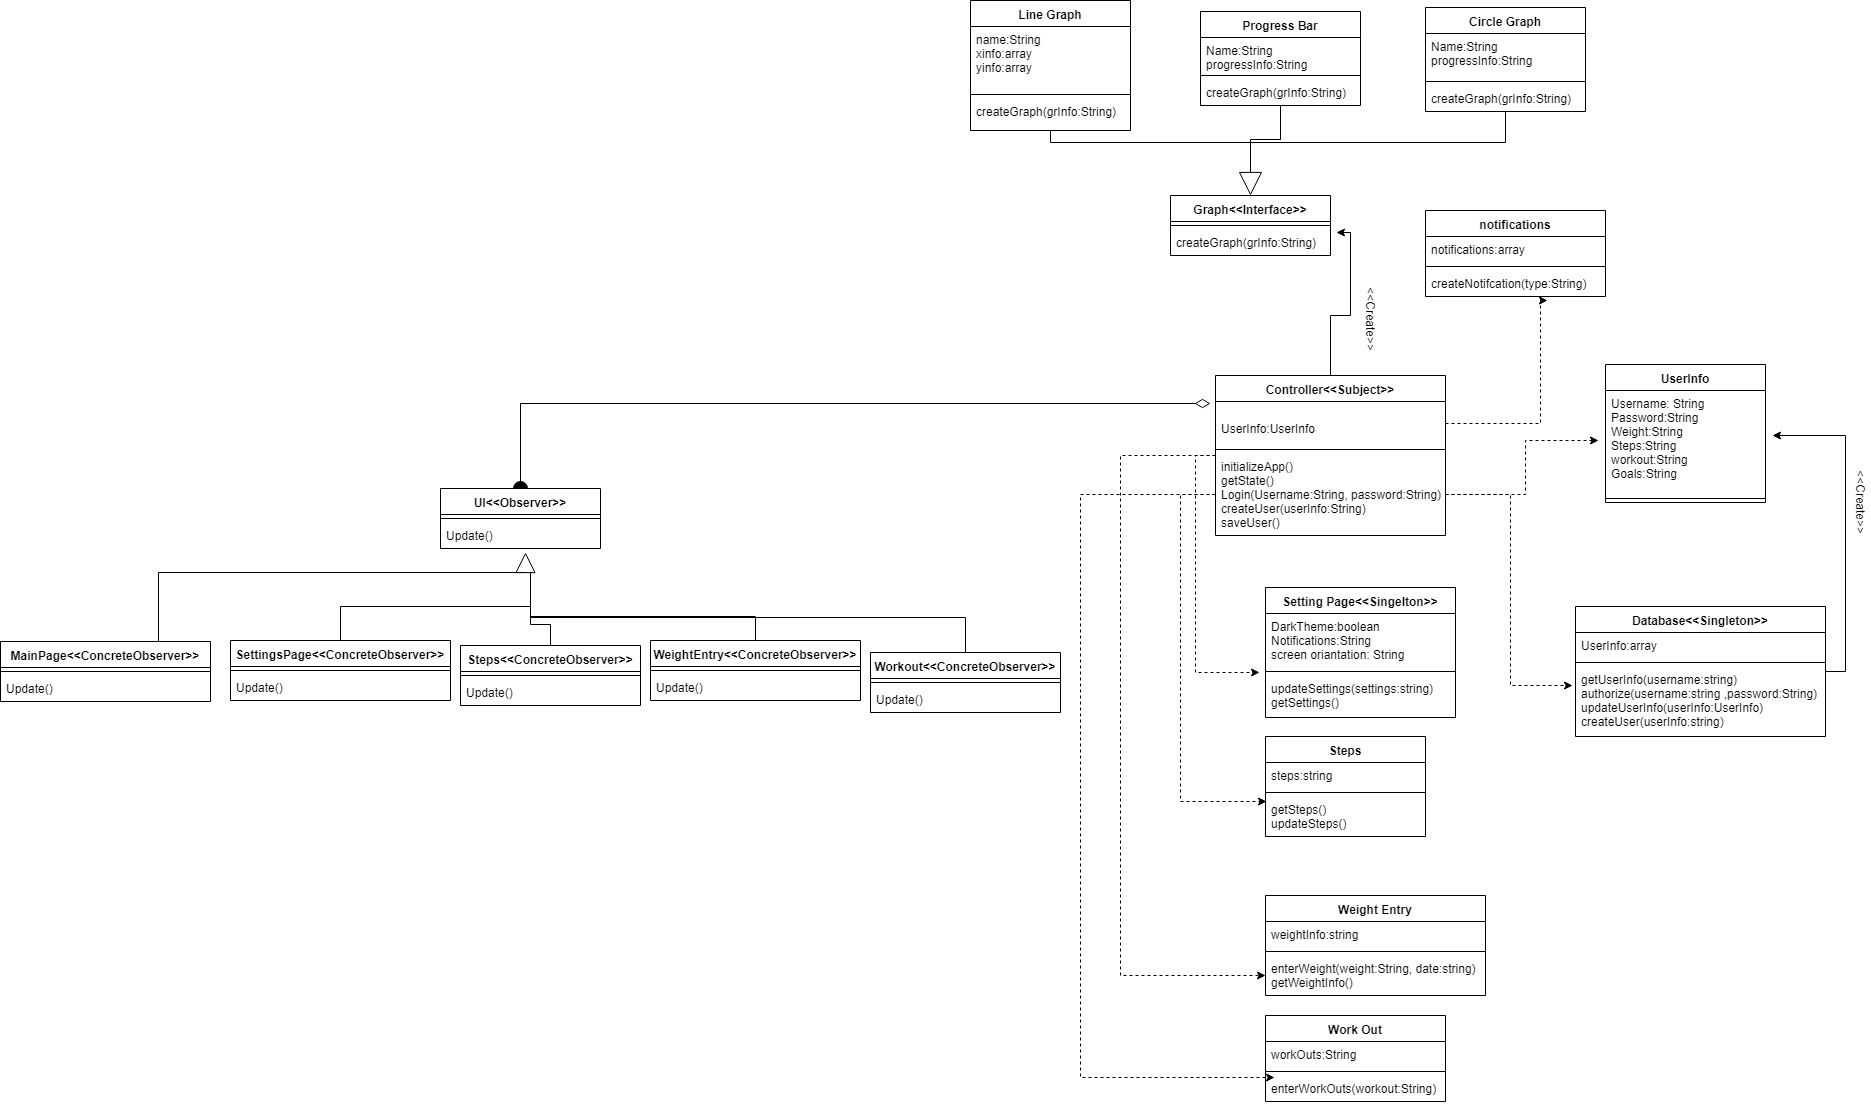 Line Graph
name:String
xinfo:array
yinfo:array
createGraph(grInfo:String)
Progress Bar
Name:String
progressInfo:String
createGraph(grInfo:String)
Circle Graph
Name:String
progressInfo:String
createGraph(grInfo:String)
Graph<<Interface>>
createGraph(grInfo:String)
notifications
notifications:array
createNotifcation(type:String)
<<Create>>
Controller<<Subject>>
UserInfo:UserInfo
initializeApp()
getState()
Login(Username:String, password:String)
createUser(userInfo:String)
saveUser()
UserInfo
Username: String
Password:String
Weight:String
Steps:String
workout:String
Goals:String
<<Create>>
UI<<Observer>>
Update()
MainPage<<ConcreteObserver>>
Update()
SettingsPage<<ConcreteObserver>>
Update()
Steps<<ConcreteObserver>>
Update()
WeightEntry<<ConcreteObserver>>
Update()
Workout<<ConcreteObserver>>
Update()
Setting Page<<Singelton>>
DarkTheme:boolean
Notifications:String
screen oriantation: String
updateSettings(settings:string)
getSettings()
Database<<Singleton>>
UserInfo:array
getUserInfo(username:string)
authorize(username:string ,password:String)
updateUserInfo(userInfo:UserInfo)
createUser(userInfo:string)
Steps
steps:string
getSteps()
updateSteps()
Weight Entry
weightInfo:string
enterWeight(weight:String, date:string)
getWeightInfo()
Work Out
workOuts:String
enterWorkOuts(workout:String)